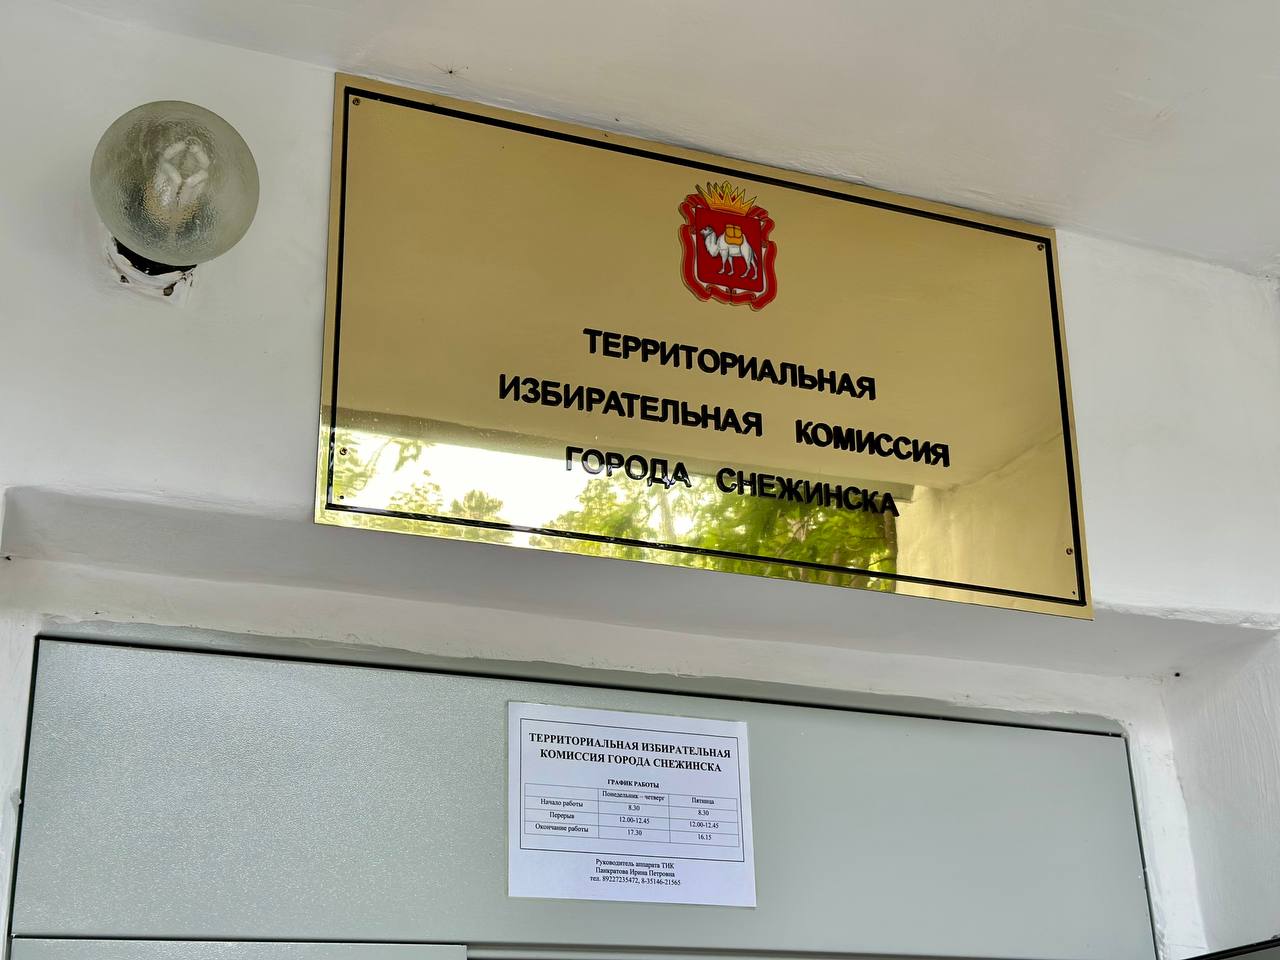 ТЕРРИТОРИАЛЬНАЯ
ИЗБИРАТЕЛЬНАЯ КОМИССИЯ
ГОРОДА СНЕЖИНСКА
ТЕРРИТОРИАЛЬНАЯ ИЗБИРАТЕЛЬНАЯ
КОМИССИЯ ГОРОДА СНЕЖИНСКА
ГРАФИК РАБОТЫ
Понедельник – четверг Пятница
Начало работы 8.30 8.30
Перерыв 12.00-12.45 12.00-12.45
Окончание работы 17.30 16.15
Руководитель аппарата ТИК
Панкратова Ирина Петровна
тел. 89227235472, 8-35146-21565